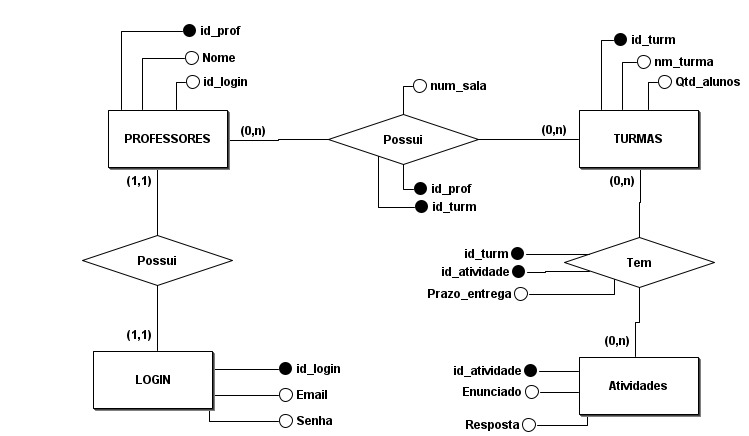 id_prof
Nome
id_login
PROFESSORES
(0,n)
num_sala
Possui
id_prof
id_turm
(0,n)
id_turm
nm_turma
Qtd_alunos
TURMAS
(1,1)
Possui
(1,1)
LOGIN
id_login
Email
Senha
(0,n)
id_turm
id_atividade
Prazo_entrega
Tem
(0,n)
id_atividade
Enunciado
Resposta
Atividades